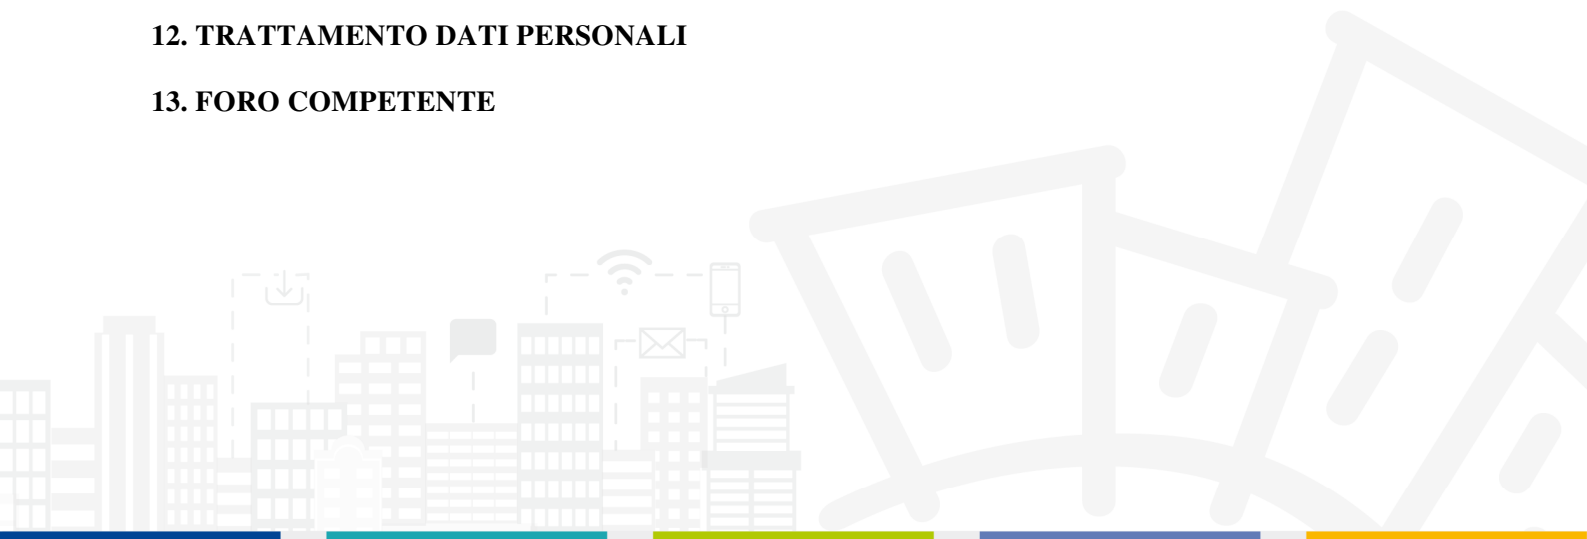 12. TRATTAMENTO DATI PERSONALI
13. FORO COMPETENTE